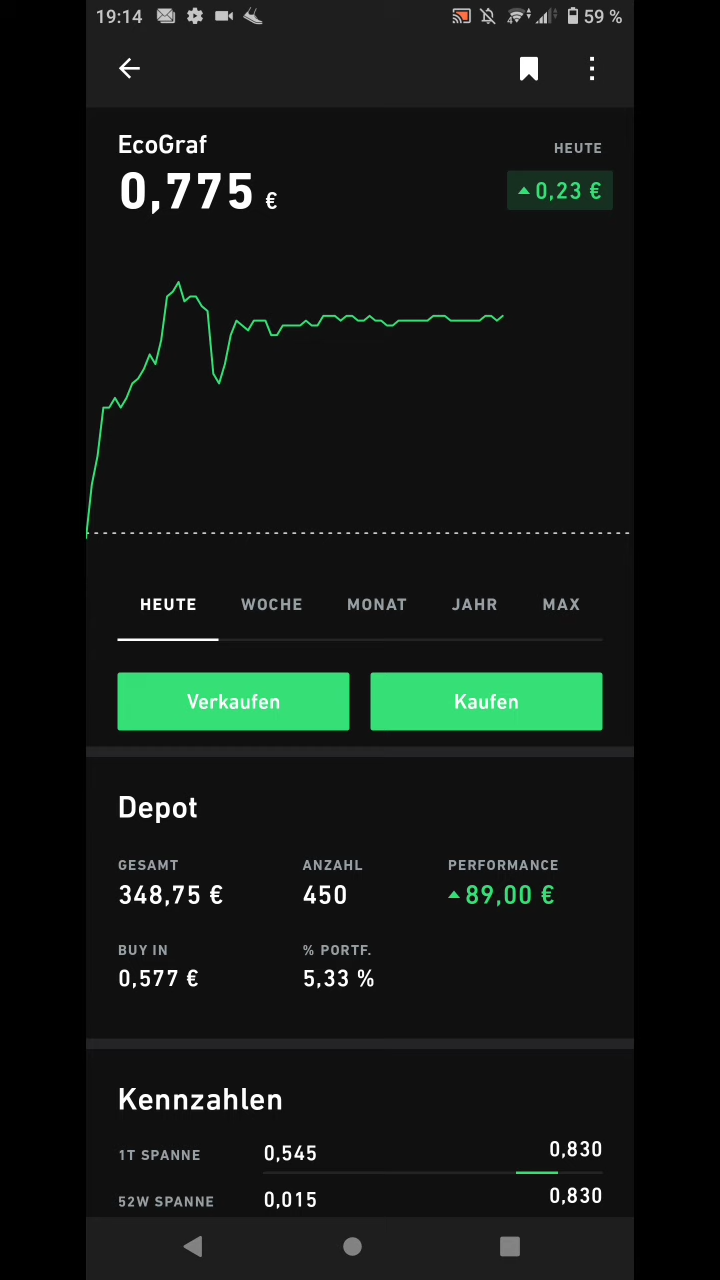 19:14 59 %
EcoGraf HEUTE
0,775 € 0,23 €
HEUTE WOCHE MONAT JAHR MAX
Verkaufen Kaufen
Depot
GESAMT ANZAHL PERFORMANCE
348,75 € 450 89,00 €
BUY IN % PORTF.
0,577 € 5,33 %
Kennzahlen
1T SPANNE 0,545 0,830
52W SPANNE 0,015 0,830